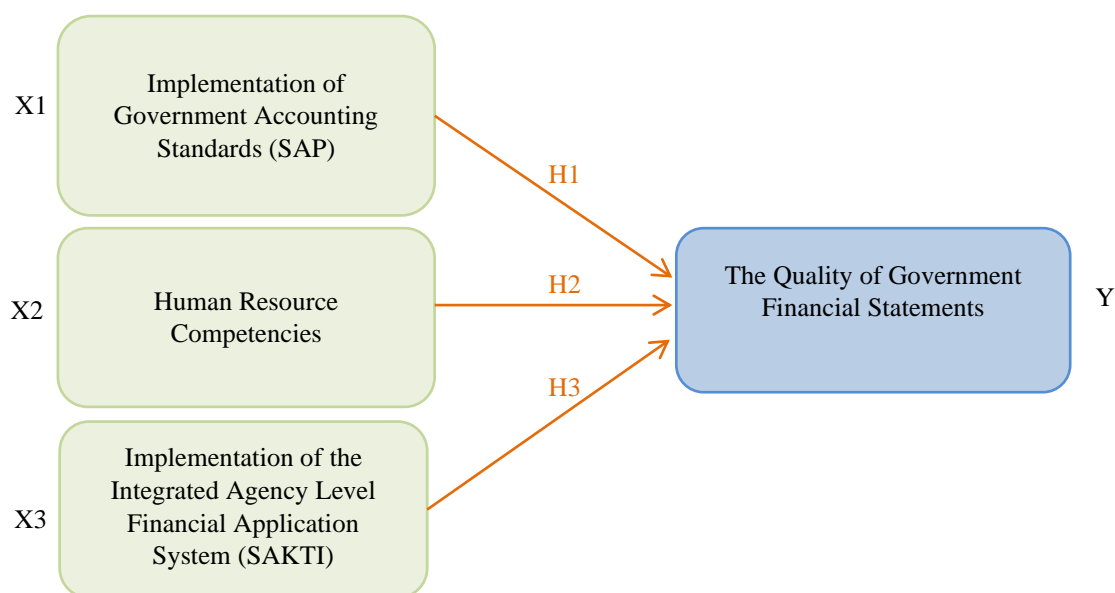 X1
Implementation of
Government Accounting
Standards (SAP)
H1
X2
Human Resource
Competencies
H2
The Quality of Government
Financial Statements
Y
H3
X3
Implementation of the
Integrated Agency Level
Financial Application
System (SAKTI)